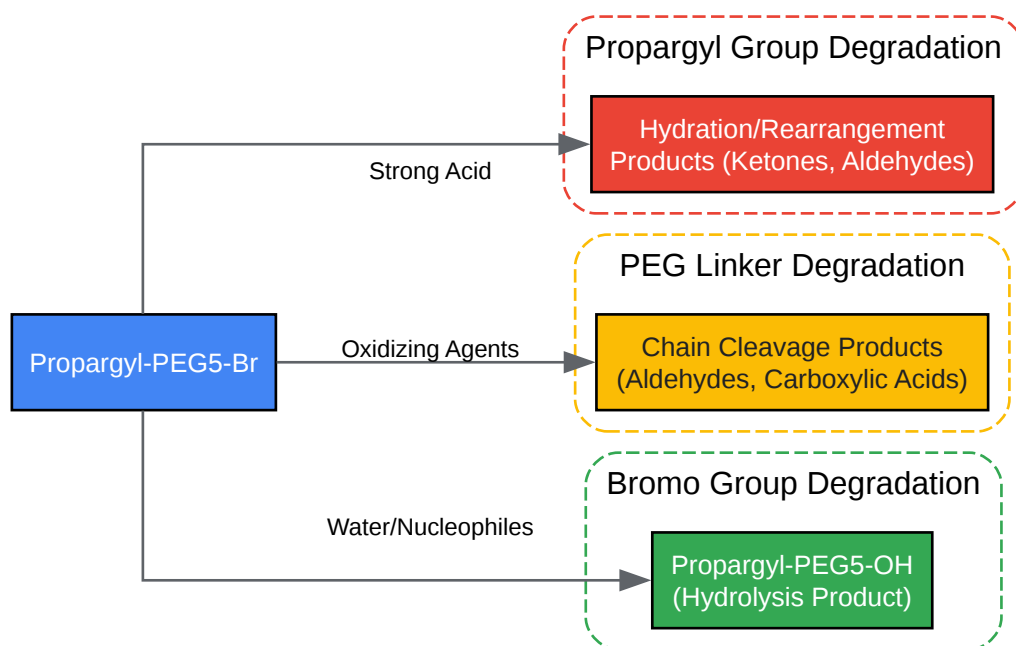 Propargyl Group Degradation
Hydration/Rearrangement
Products (Ketones, Aldehydes)
Strong Acid
PEG Linker Degradation
Propargyl-PEG5-Br
Oxidizing Agents
Chain Cleavage Products
(Aldehydes, Carboxylic Acids)
Bromo Group Degradation
Water/Nucleophiles
Propargyl-PEG5-OH
(Hydrolysis Product)